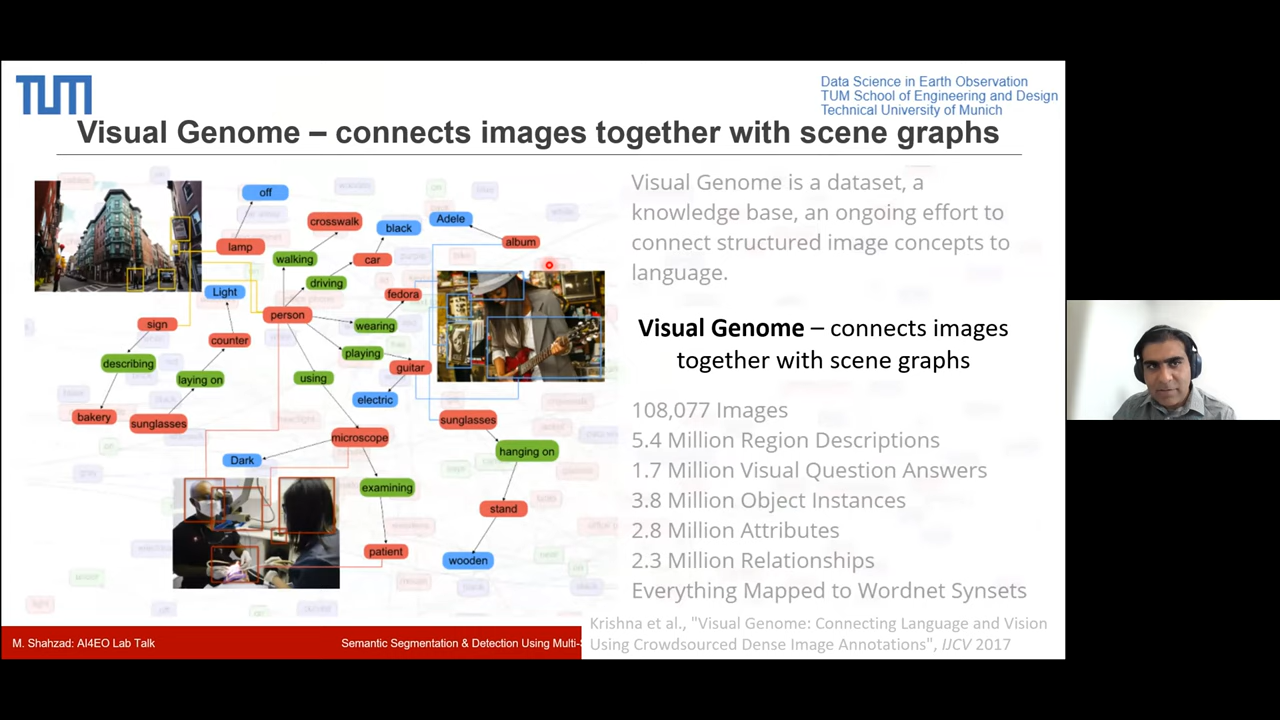 TUM
Data Science in Earth Observation
TUM School of Engineering and Design
Technical University of Munich
Visual Genome – connects images together with scene graphs
off
lamp
crosswalk
walking
black
car
driving
Adele
album
Light
person
fedora
wearing
sign
counter
describing
laying on
playing
guitar
using
electric
bakery
sunglasses
sunglasses
microscope
Dark
hanging on
examining
stand
patient
wooden
Visual Genome is a dataset, a
knowledge base, an ongoing effort to
connect structured image concepts to
language.
Visual Genome – connects images
together with scene graphs
108,077 Images
5.4 Million Region Descriptions
1.7 Million Visual Question Answers
3.8 Million Object Instances
2.8 Million Attributes
2.3 Million Relationships
Everything Mapped to Wordnet Synsets
Krishna et al., "Visual Genome: Connecting Language and Vision
Using Crowdsourced Dense Image Annotations", IJCV 2017
M. Shahzad: AI4EO Lab Talk
Semantic Segmentation & Detection Using Multi-